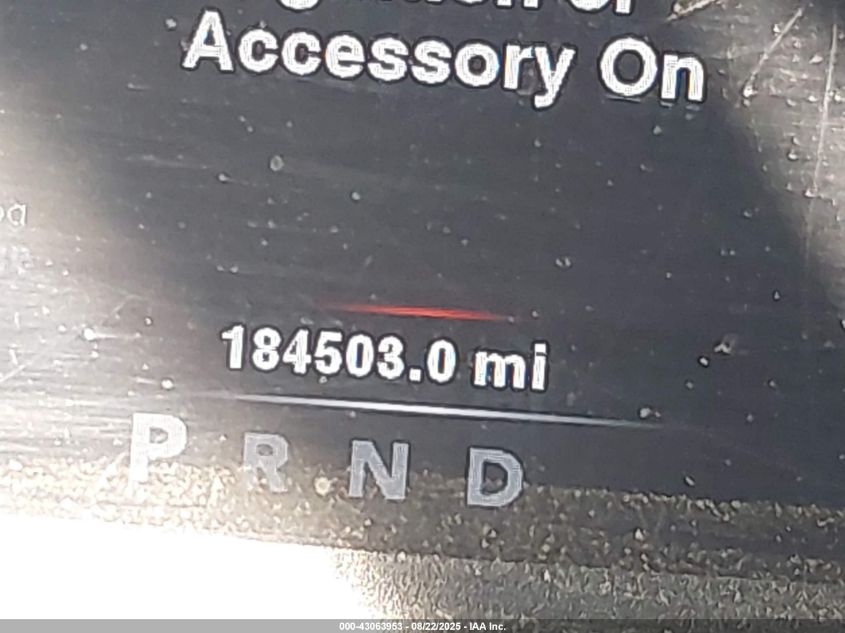 Accessory On
184503.0 mi
P R N D
000-43063953 - 08/22/2025 - IAA Inc.